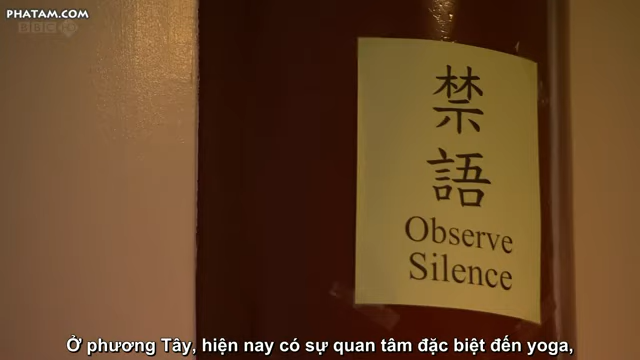 PHATAM.COM
BBC
禁
語
Observe
Silence
Ở phương Tây, hiện nay có sự quan tâm đặc biệt đến yoga,